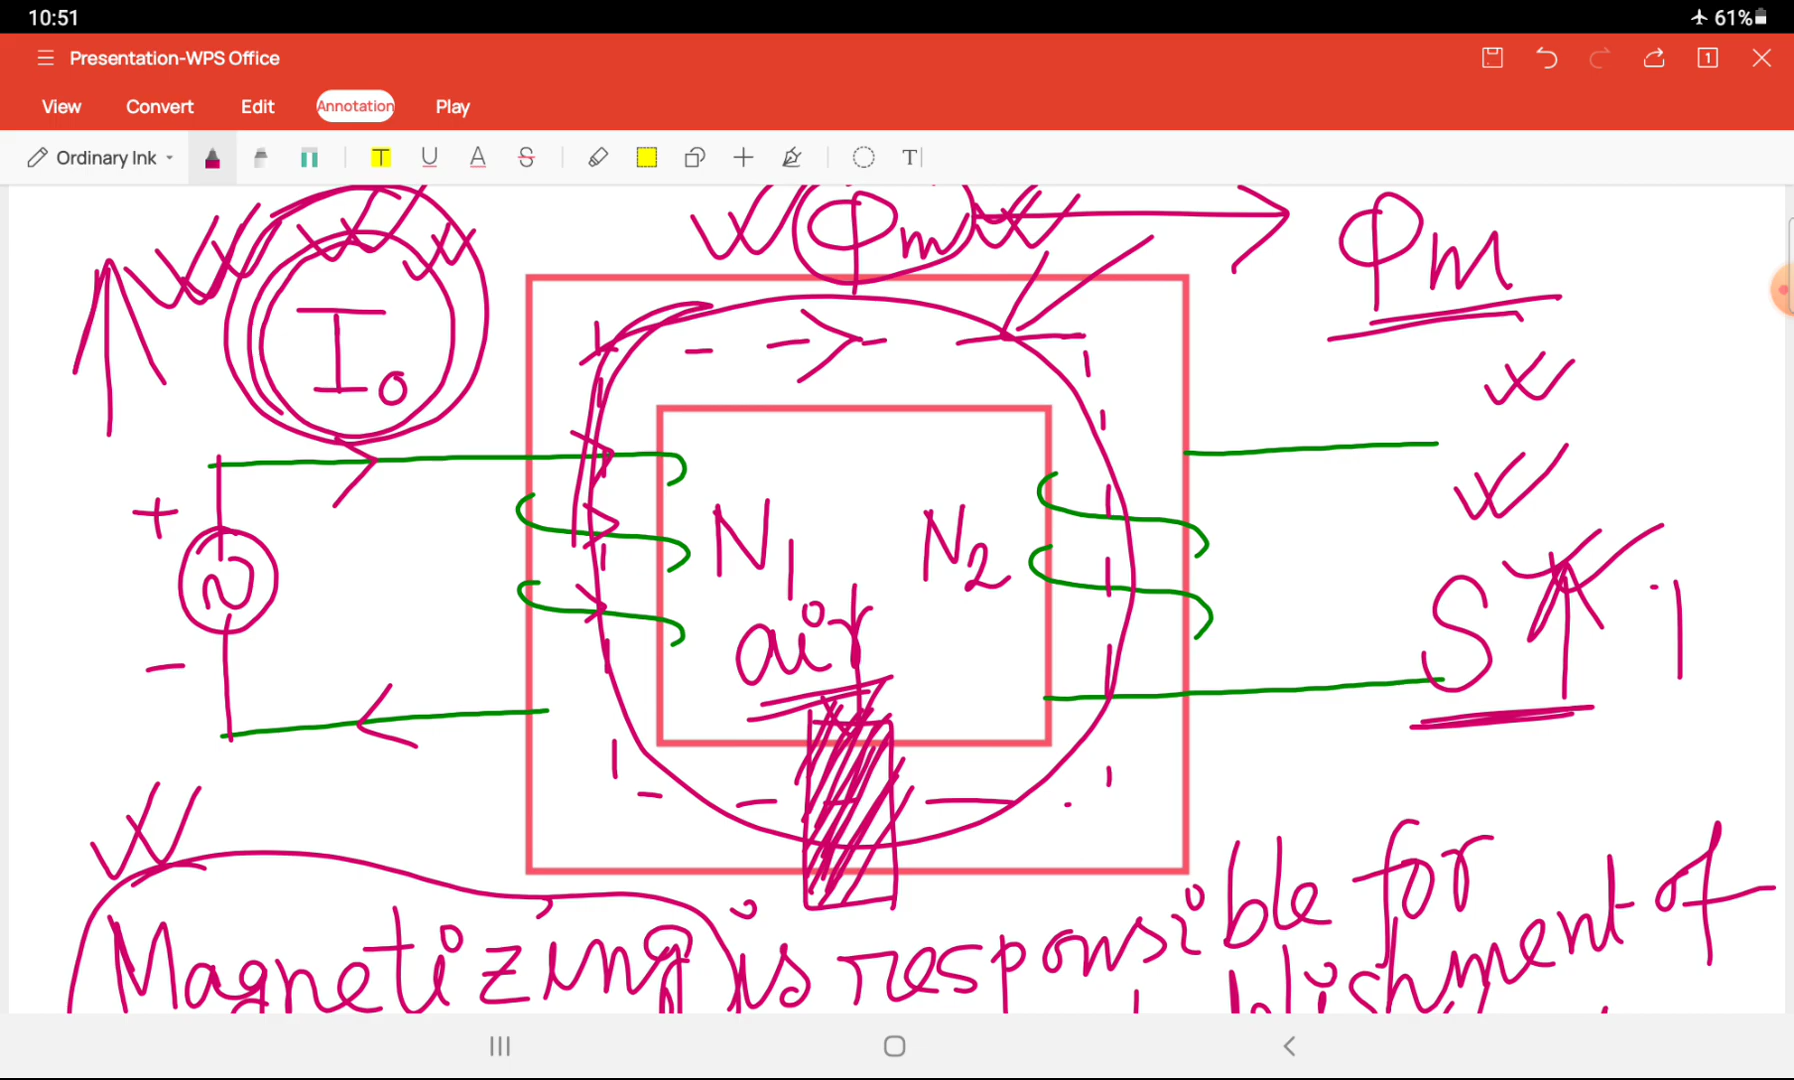 10:51
61%
Presentation-WPS Office
1
View Convert Edit Annotation Play
Ordinary Ink T U A S T
Φm Φm
I₀
+
N₁ N₂
air
S↑
−
Magnetizing is responsible for